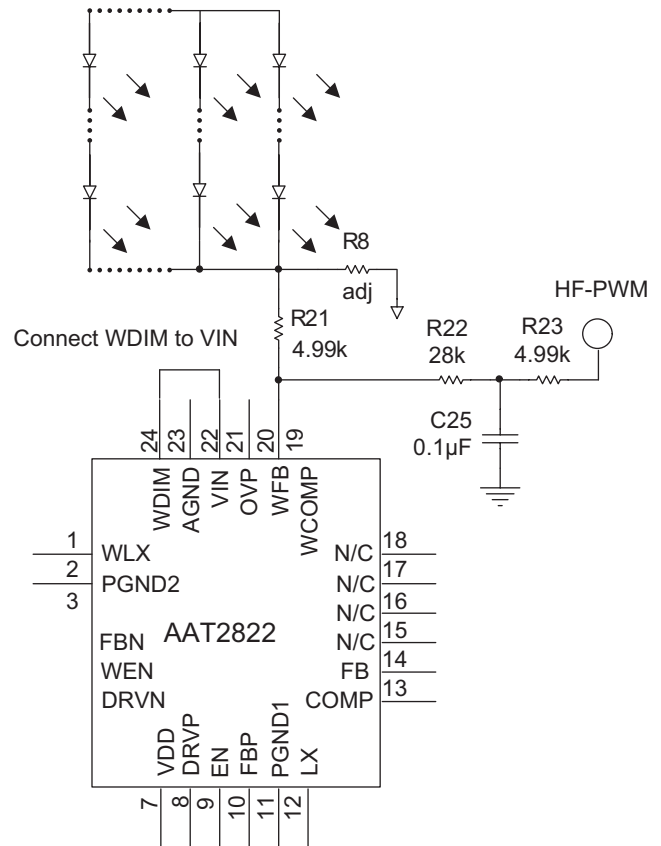 R8
adj
HF-PWM
R21
4.99k
R22
28k
R23
4.99k
Connect WDIM to VIN
C25
0.1µF
24
23
22
21
20
19
WDIM
AGND
VIN
OVP
WFB
WCOMP
1
WLX
2
PGND2
3
FBN
WEN
DRVN
AAT2822
N/C
18
N/C
17
N/C
16
N/C
15
FB
14
COMP
13
VDD
DRVP
EN
FBP
PGND1
LX
7
8
9
10
11
12